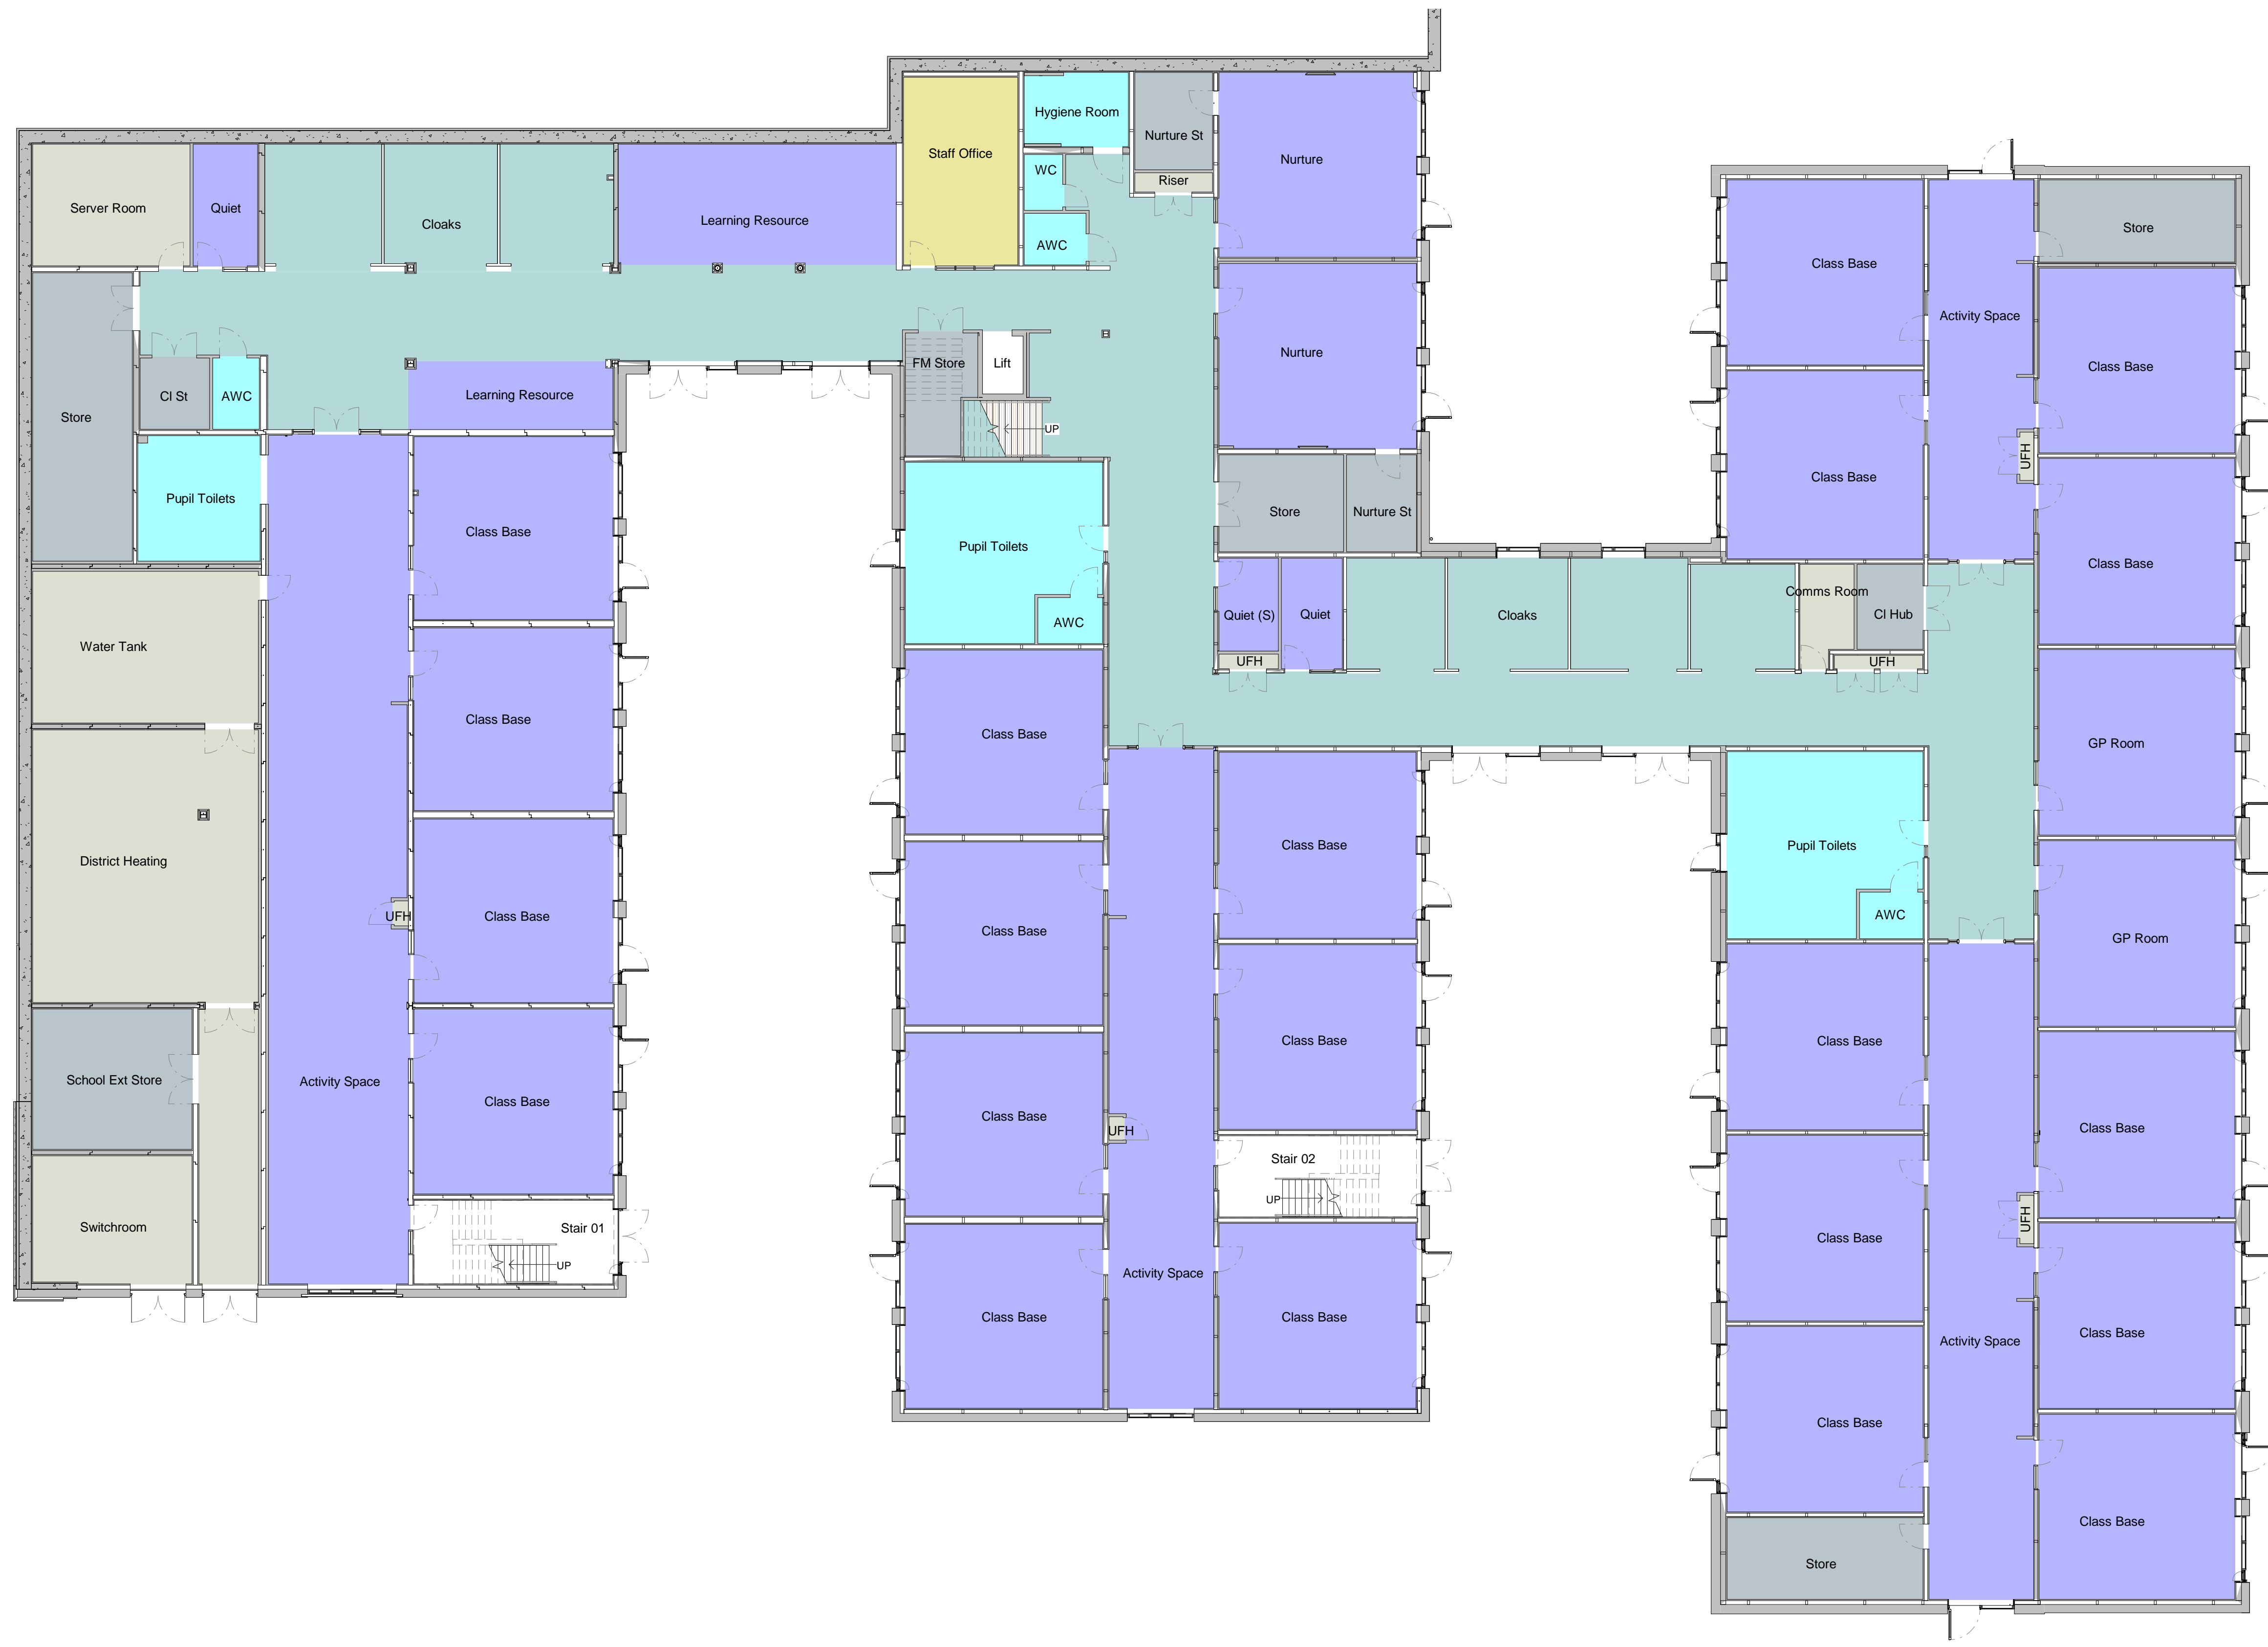 Hygiene Room
Nurture St
Staff Office
Nurture
WC
Riser
Server Room
Quiet
Cloaks
Learning Resource
AWC
Store
Class Base
Activity Space
Nurture
FM Store
Lift
Class Base
Cl St
AWC
Learning Resource
Store
UP
UFH
Class Base
Pupil Toilets
Class Base
Store
Nurture St
Pupil Toilets
Class Base
Comms Room
Quiet (S)
Quiet
Cloaks
Cl Hub
AWC
Water Tank
UFH
UFH
Class Base
Class Base
GP Room
District Heating
Class Base
Pupil Toilets
UFH
Class Base
AWC
Class Base
GP Room
Class Base
Class Base
School Ext Store
Activity Space
Class Base
Class Base
UFH
Class Base
Stair 02
UP
Switchroom
Stair 01
UP
UFH
Class Base
Activity Space
Class Base
Class Base
Activity Space
Class Base
Class Base
Class Base
Store